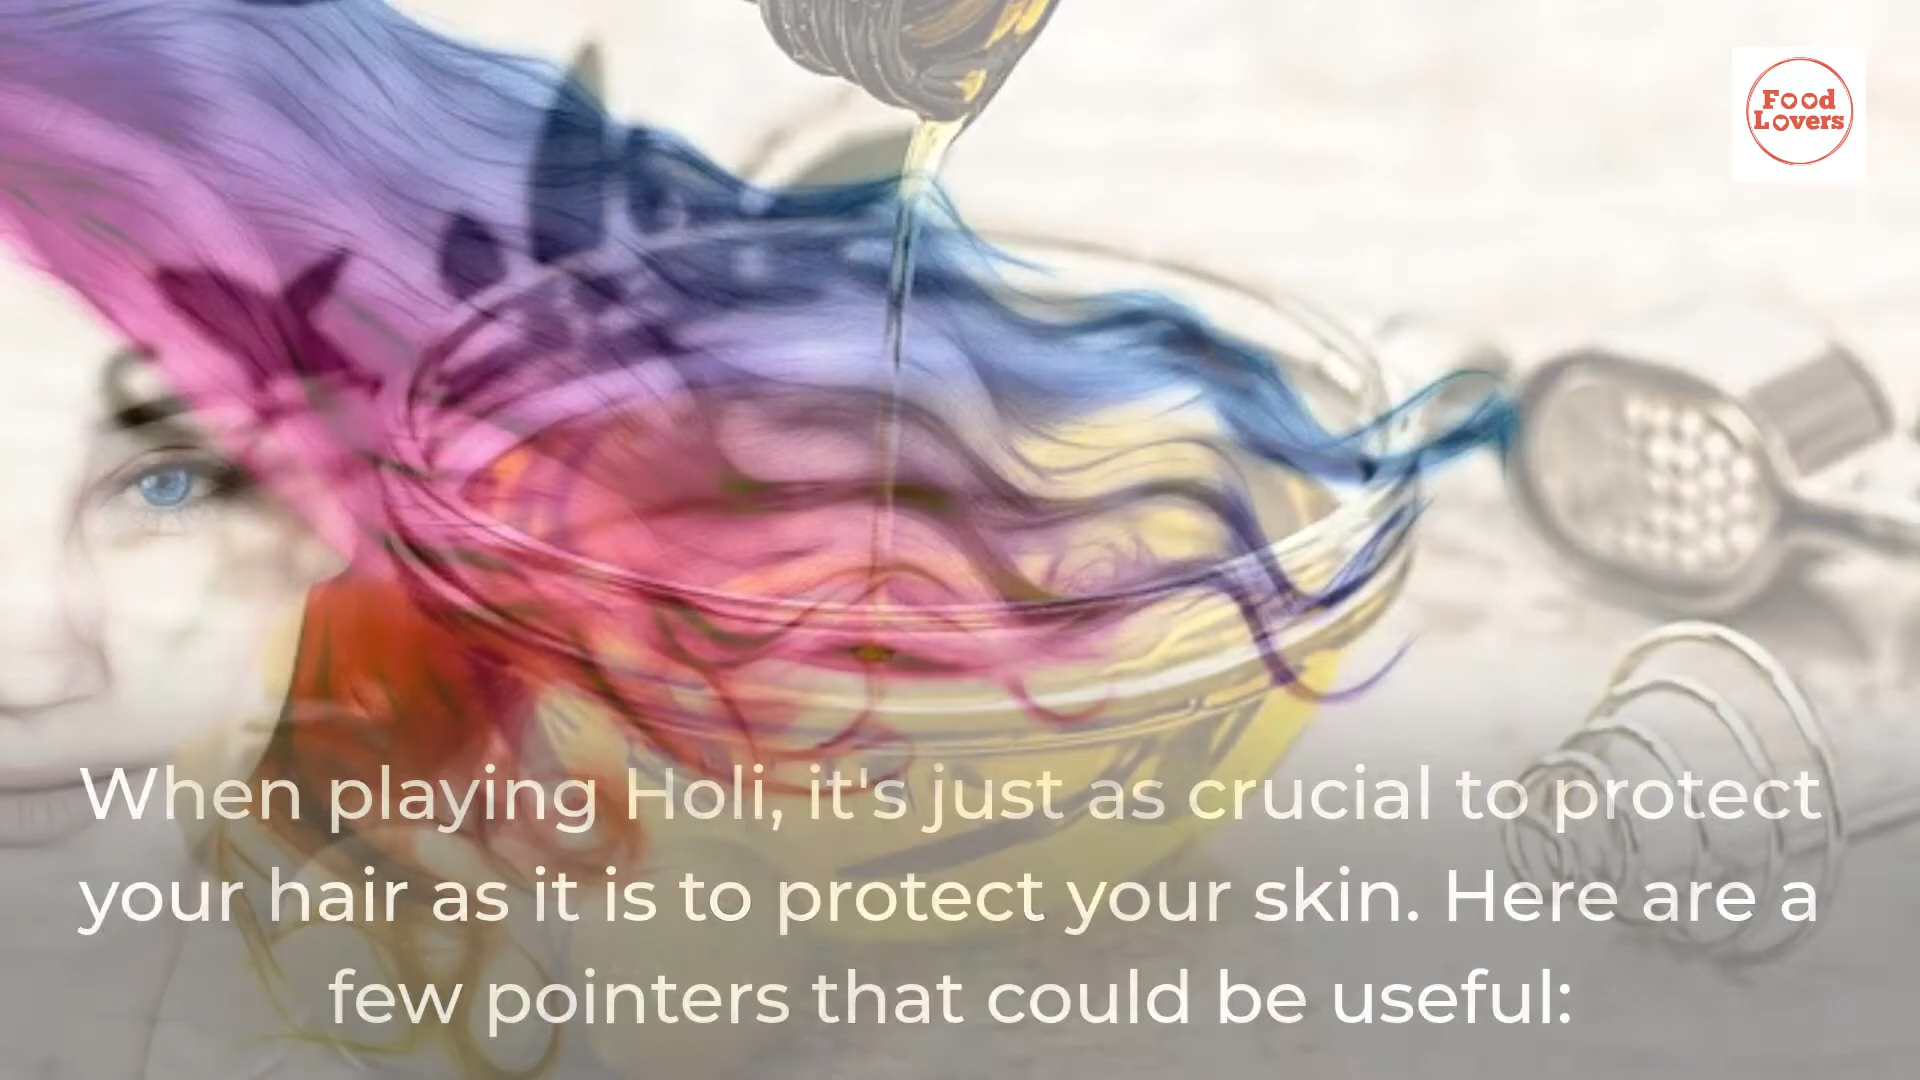 Food
Lovers
When playing Holi, it's just as crucial to protect
your hair as it is to protect your skin. Here are a
few pointers that could be useful: